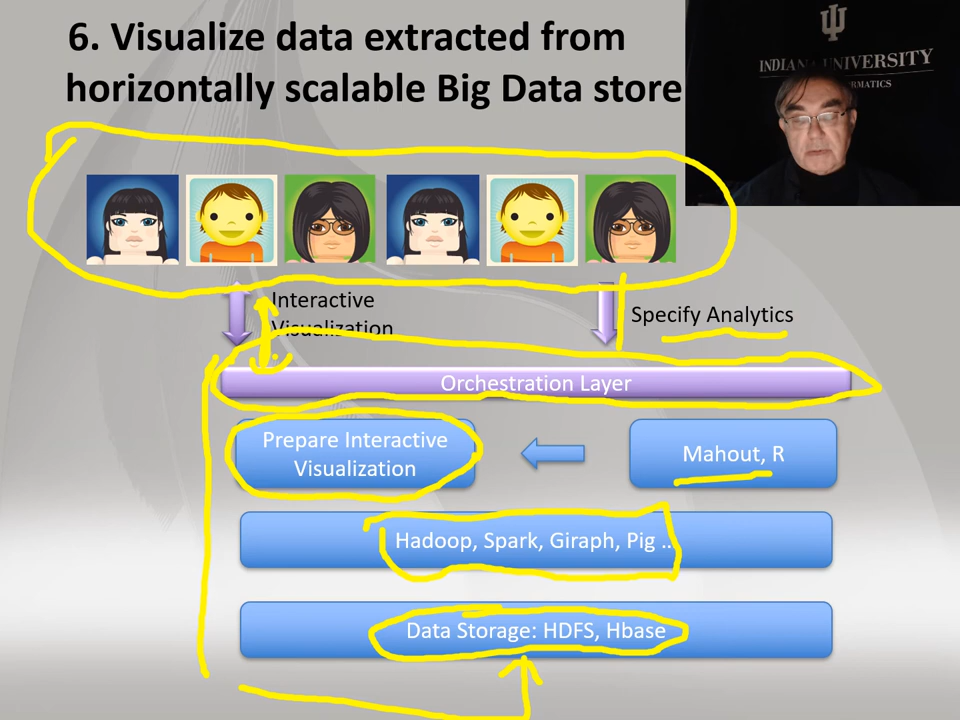 6. Visualize data extracted from
horizontally scalable Big Data store
INDIANA UNIVERSITY
Interactive
Visualization
Specify Analytics
Orchestration Layer
Prepare Interactive
Visualization
Mahout, R
Hadoop, Spark, Giraph, Pig ..
Data Storage: HDFS, Hbase